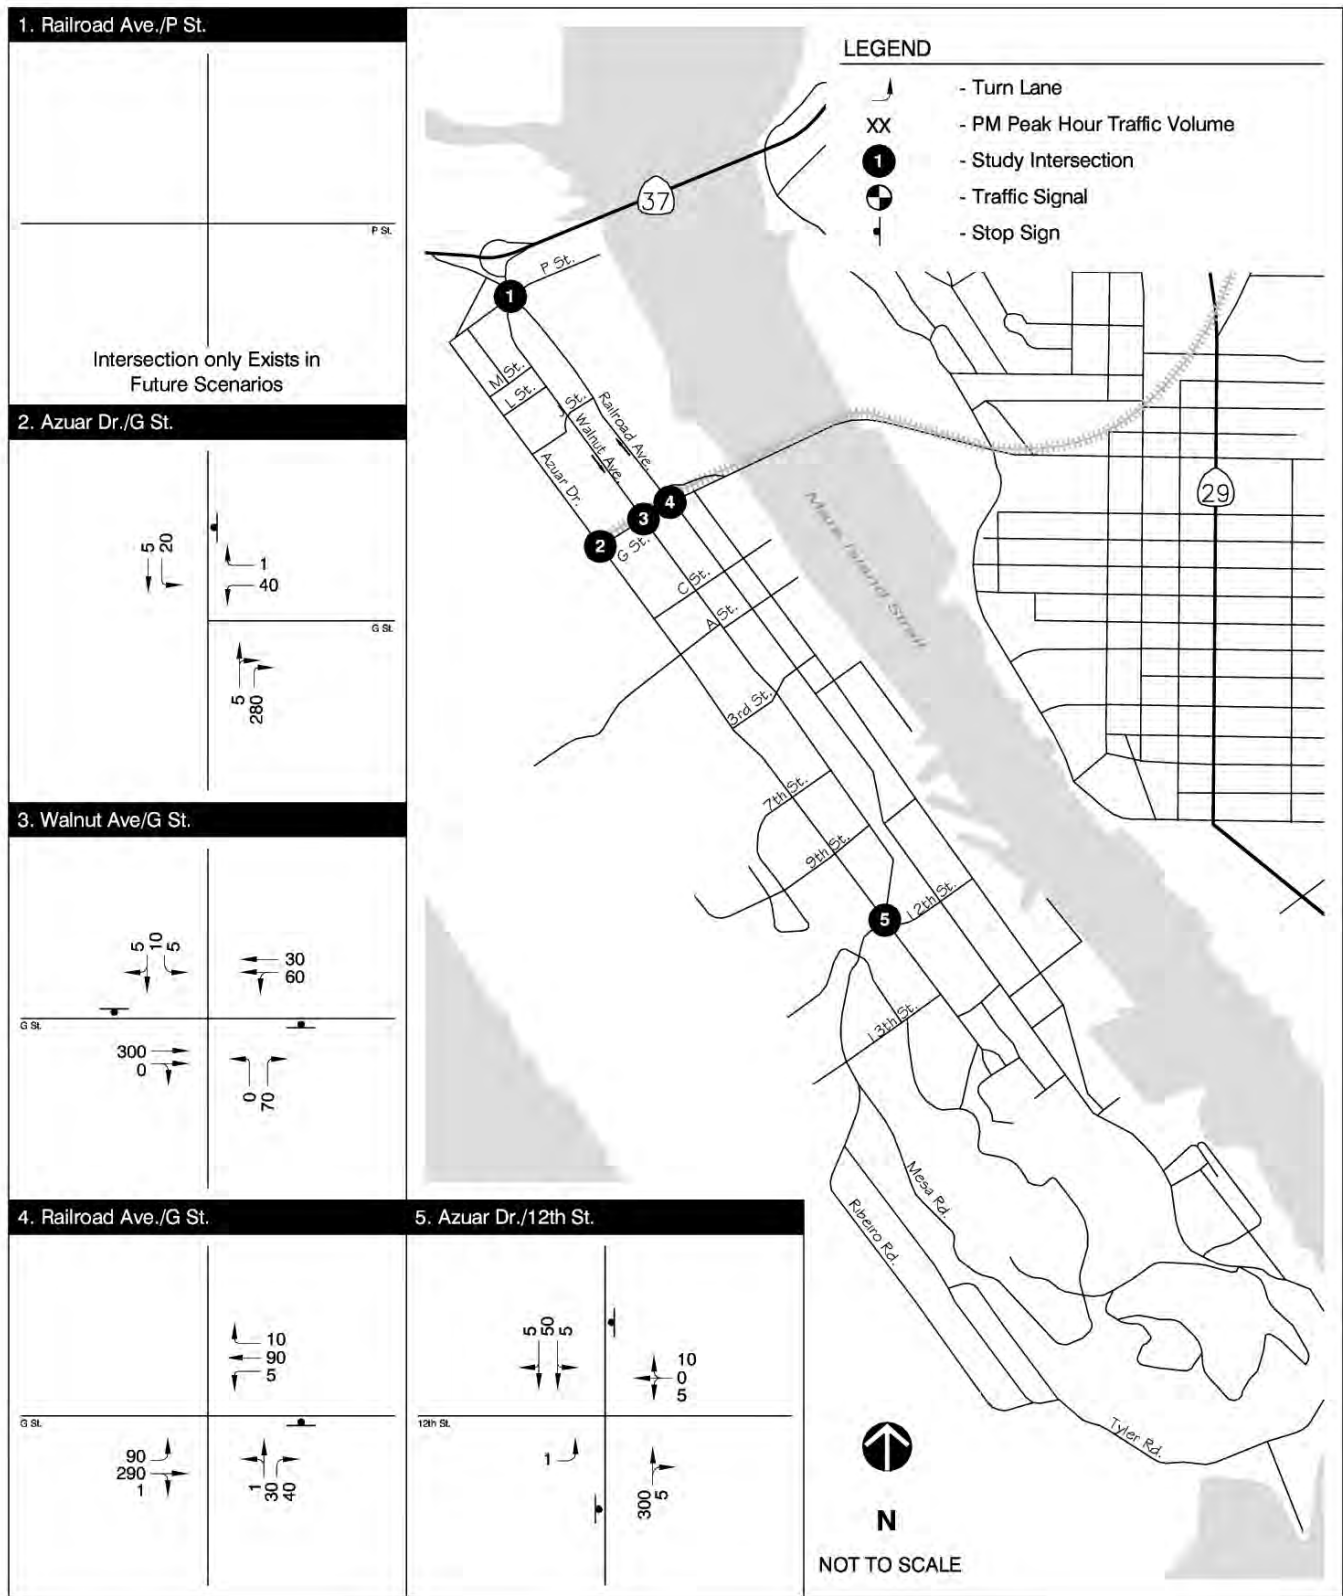 1. Railroad Ave./P St.
P St.
Intersection only Exists in
Future Scenarios
2. Azuar Dr./G St.
5
20
1
40
G St.
5
280
3. Walnut Ave/G St.
5
10
5
30
60
G St.
300
0
0
70
4. Railroad Ave./G St.
10
90
5
G St.
90
290
1
1
30
40
5. Azuar Dr./12th St.
5
50
5
10
0
5
12th St.
1
300
5
LEGEND
- Turn Lane
XX - PM Peak Hour Traffic Volume
1 - Study Intersection
- Traffic Signal
- Stop Sign
37
P St.
1
M St.
L St.
J St.
Railroad Ave.
Walnut Ave.
Azuar Dr.
4
3
2
G St.
C St.
A St.
Mare Island Strait
29
3rd St.
7th St.
9th St.
5
12th St.
13th St.
Mesa Rd.
Ribeiro Rd.
Tyler Rd.
N
NOT TO SCALE